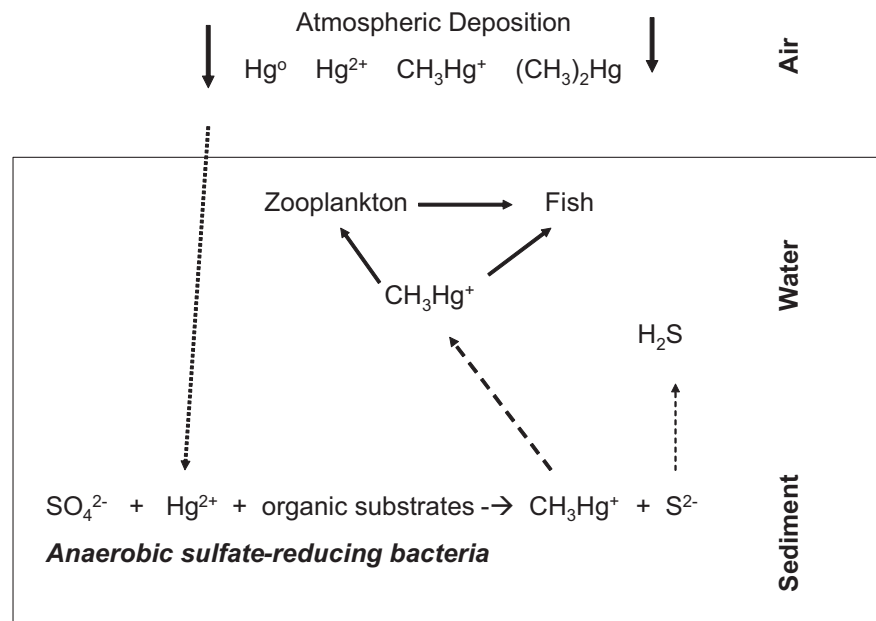 Atmospheric Deposition
Hg⁰ Hg²⁺ CH₃Hg⁺ (CH₃)₂Hg
Air
Zooplankton Fish
CH₃Hg⁺
Water
H₂S
SO₄²⁻ + Hg²⁺ + organic substrates -→ CH₃Hg⁺ + S²⁻
Anaerobic sulfate-reducing bacteria
Sediment